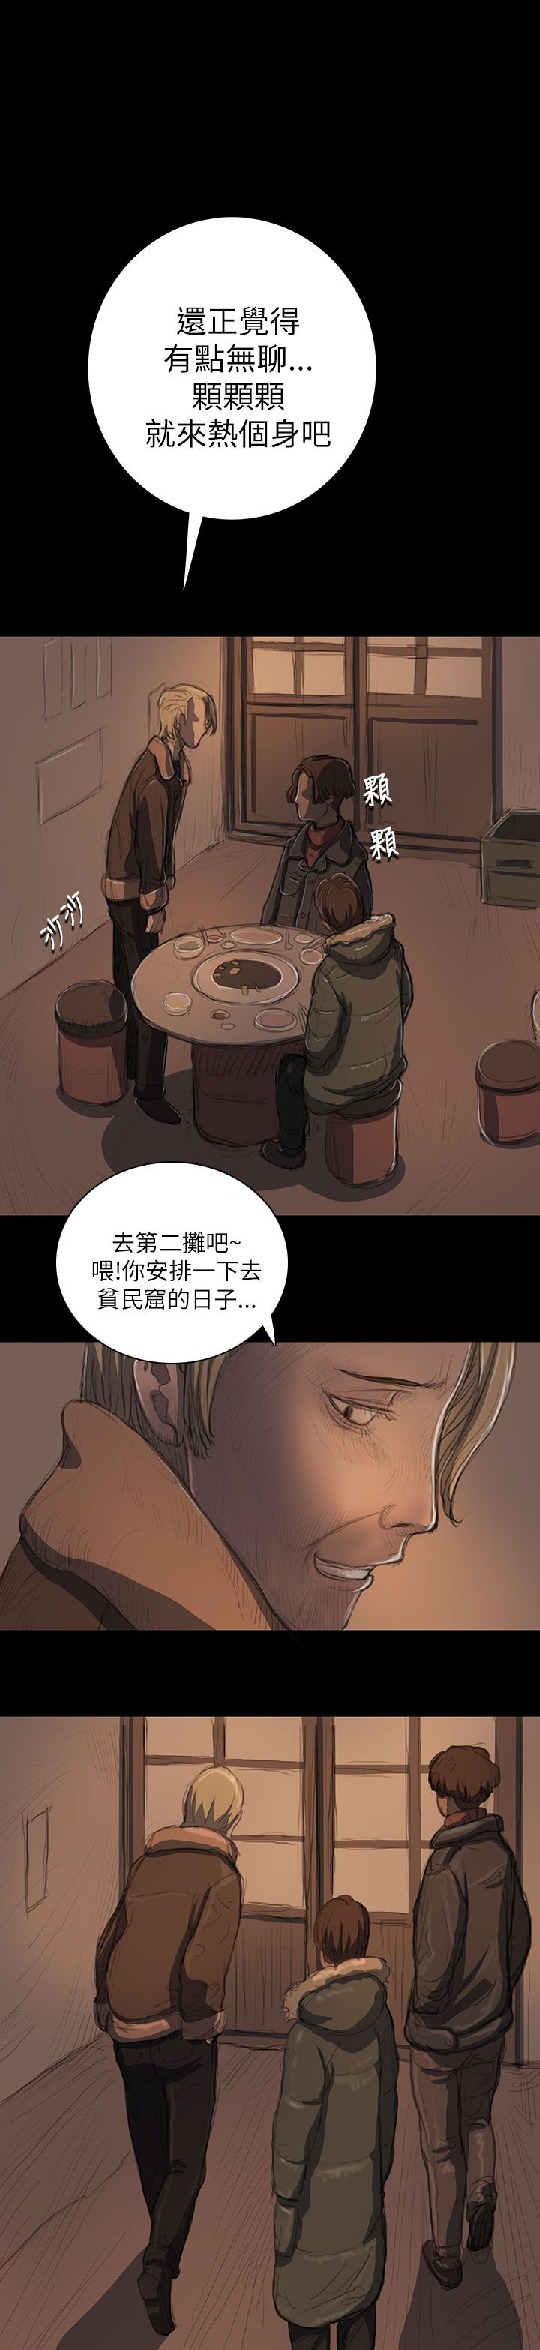 還正覺得
有點無聊...
顆顆顆
就來熱個身吧
顆
顆
沙沙
去第二攤吧~
喂!你安排一下去
貧民窟的日子...